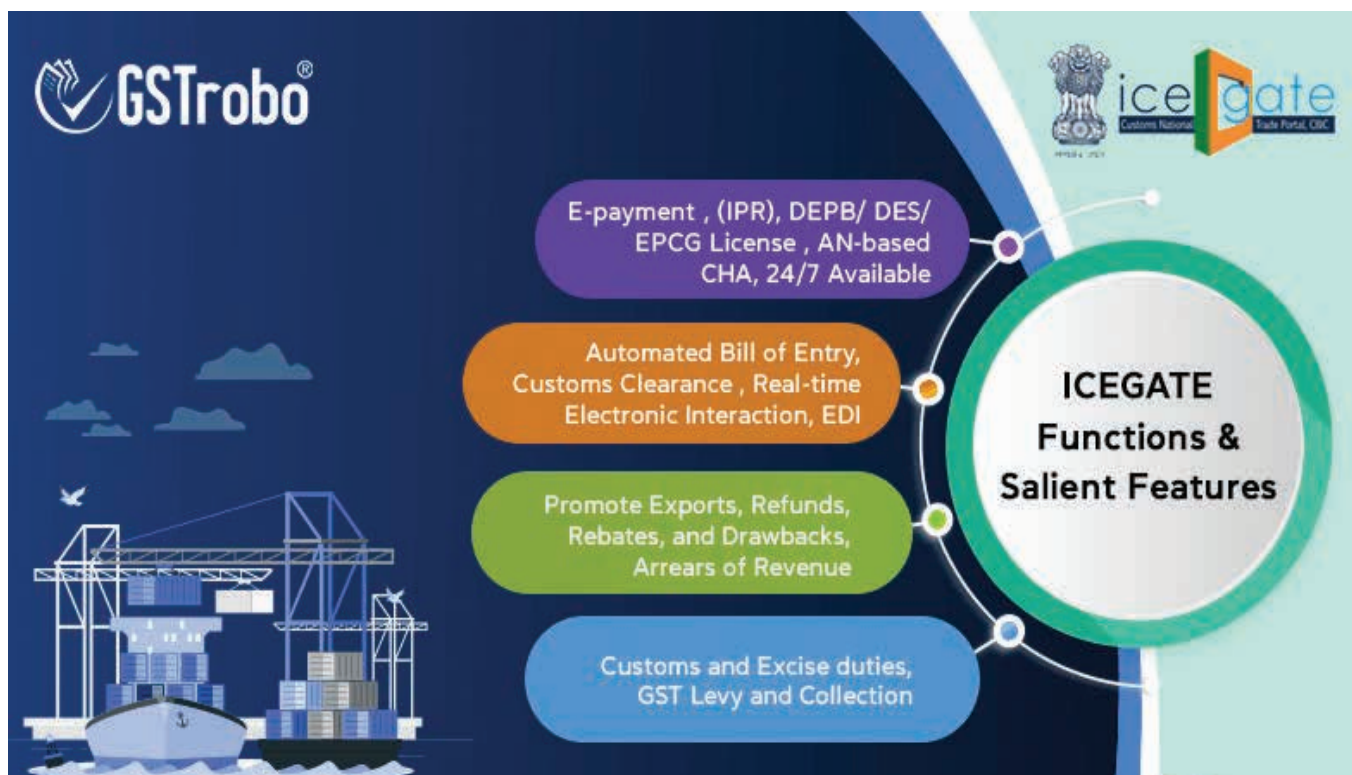 GSTrobo®
ice gate
Customs National Trade Portal, CBIC
E-payment , (IPR), DEPB/ DES/
EPCG License , AN-based
CHA, 24/7 Available
Automated Bill of Entry,
Customs Clearance , Real-time
Electronic Interaction, EDI
Promote Exports, Refunds,
Rebates, and Drawbacks,
Arrears of Revenue
Customs and Excise duties,
GST Levy and Collection
ICEGATE
Functions &
Salient Features